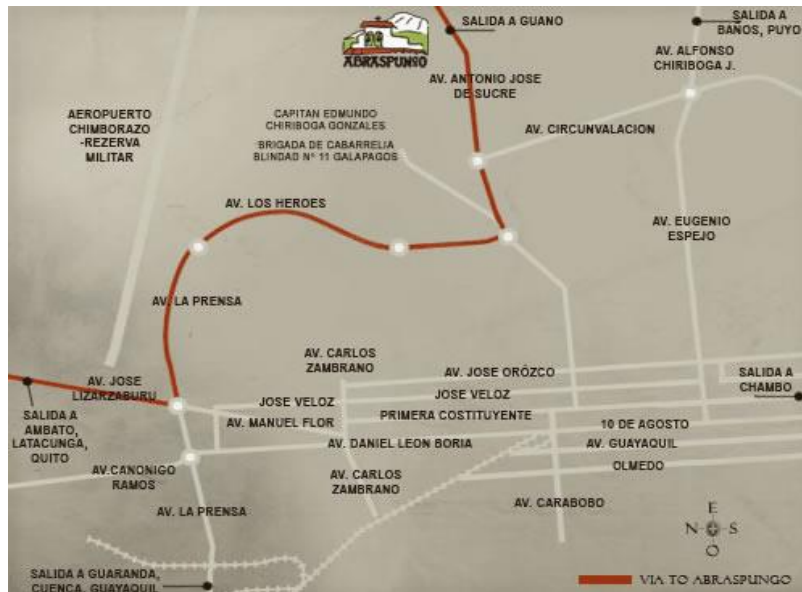 SALIDA A GUANO
SALIDA A
BAÑOS, PUYO
ABRASPUNGO
AV. ALFONSO
CHIRIBOGA J.
AV. ANTONIO JOSE
DE SUCRE
AEROPUERTO
CHIMBORAZO
-REZERVA
MILITAR
CAPITAN EDMUNDO
CHIRIBOGA GONZALES
BRIGADA DE CABARRELIA
BLINDAD Nº 11 GALAPAGOS
AV. CIRCUNVALACION
AV. LOS HEROES
AV. EUGENIO
ESPEJO
AV. LA PRENSA
AV. CARLOS
ZAMBRANO
AV. JOSE ORÓZCO
SALIDA A
CHAMBO
AV. JOSE
LIZARZABURU
JOSE VELOZ
JOSE VELOZ
SALIDA A
AMBATO,
LATACUNGA,
QUITO
AV. MANUEL FLOR
PRIMERA COSTITUYENTE
10 DE AGOSTO
AV. DANIEL LEON BORIA
AV. GUAYAQUIL
OLMEDO
AV.CANONIGO
RAMOS
AV. CARLOS
ZAMBRANO
AV. CARABOBO
AV. LA PRENSA
E
N S
O
SALIDA A GUARANDA,
CUENCA, GUAYAQUIL
VIA TO ABRASPUNGO